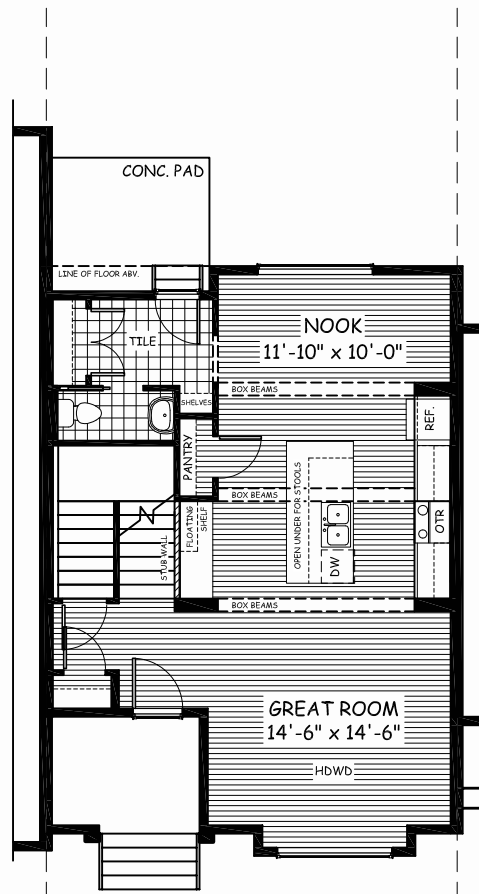 CONC. PAD
LINE OF FLOOR ABV.
TILE
NOOK
11'-10" x 10'-0"
BOX BEAMS
SHELVES
REF.
PANTRY
OPEN UNDER FOR STOOLS
BOX BEAMS
FLOATING
SHELF
OTR
STUB WALL
DW
BOX BEAMS
GREAT ROOM
14'-6" x 14'-6"
HDWD